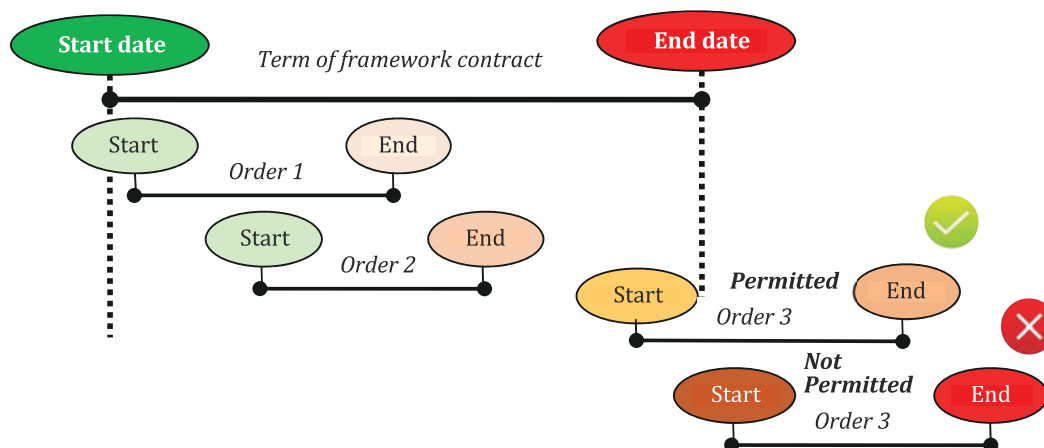 Start date
End date
Term of framework contract
Start
End
Order 1
Start
End
Order 2
Permitted
Start
End
Order 3
Not
Permitted
Start
End
Order 3